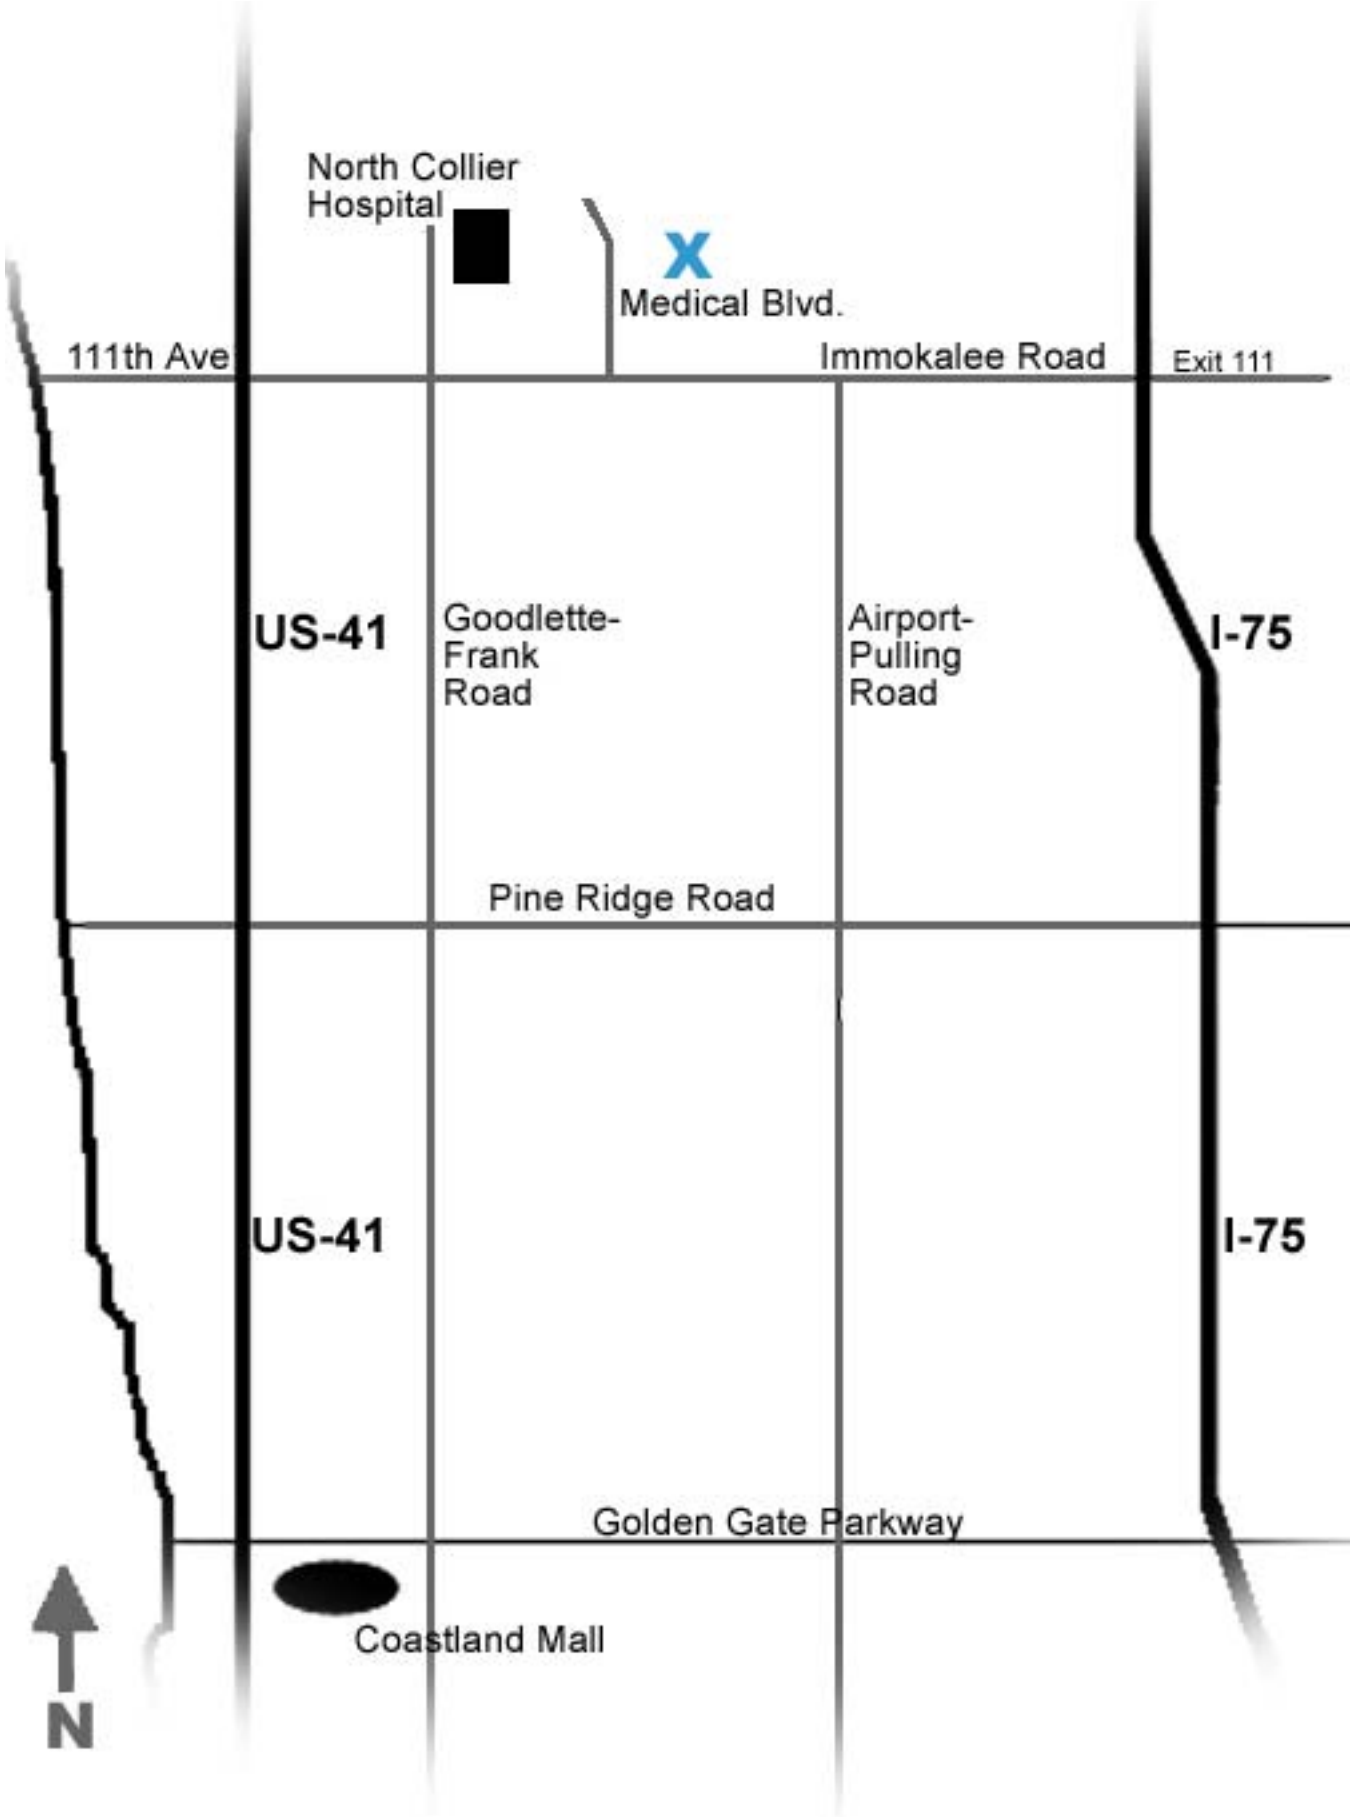 North Collier
Hospital
X
Medical Blvd.
111th Ave
Immokalee Road
Exit 111
US-41
Goodlette-
Frank
Road
Airport-
Pulling
Road
I-75
Pine Ridge Road
US-41
I-75
Golden Gate Parkway
Coastland Mall
N